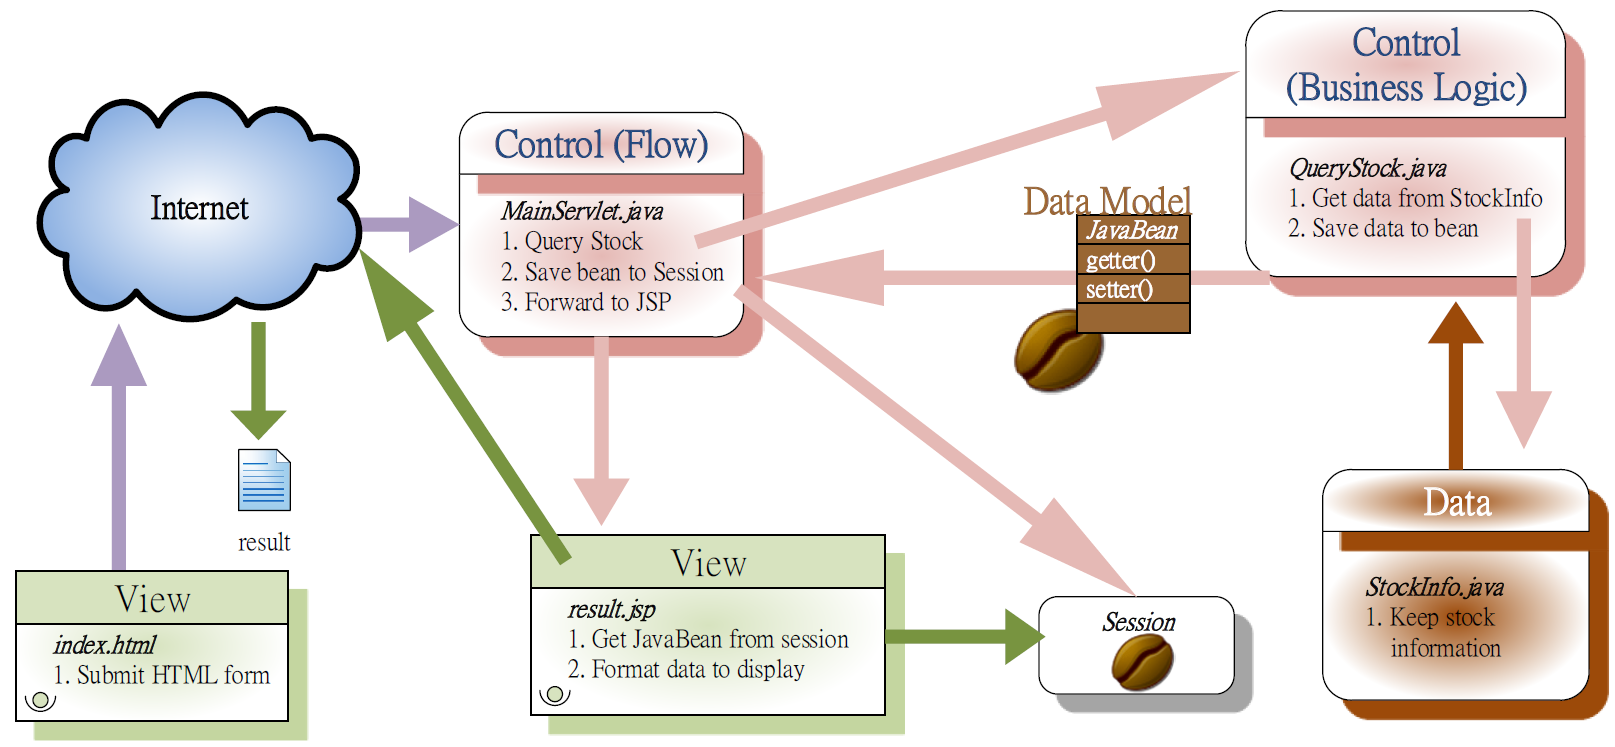 Internet
result
View
index.html
1. Submit HTML form
Control (Flow)
MainServlet.java
1. Query Stock
2. Save bean to Session
3. Forward to JSP
View
result.jsp
1. Get JavaBean from session
2. Format data to display
Data Model
JavaBean
getter()
setter()
Session
Control
(Business Logic)
QueryStock.java
1. Get data from StockInfo
2. Save data to bean
Data
StockInfo.java
1. Keep stock
information